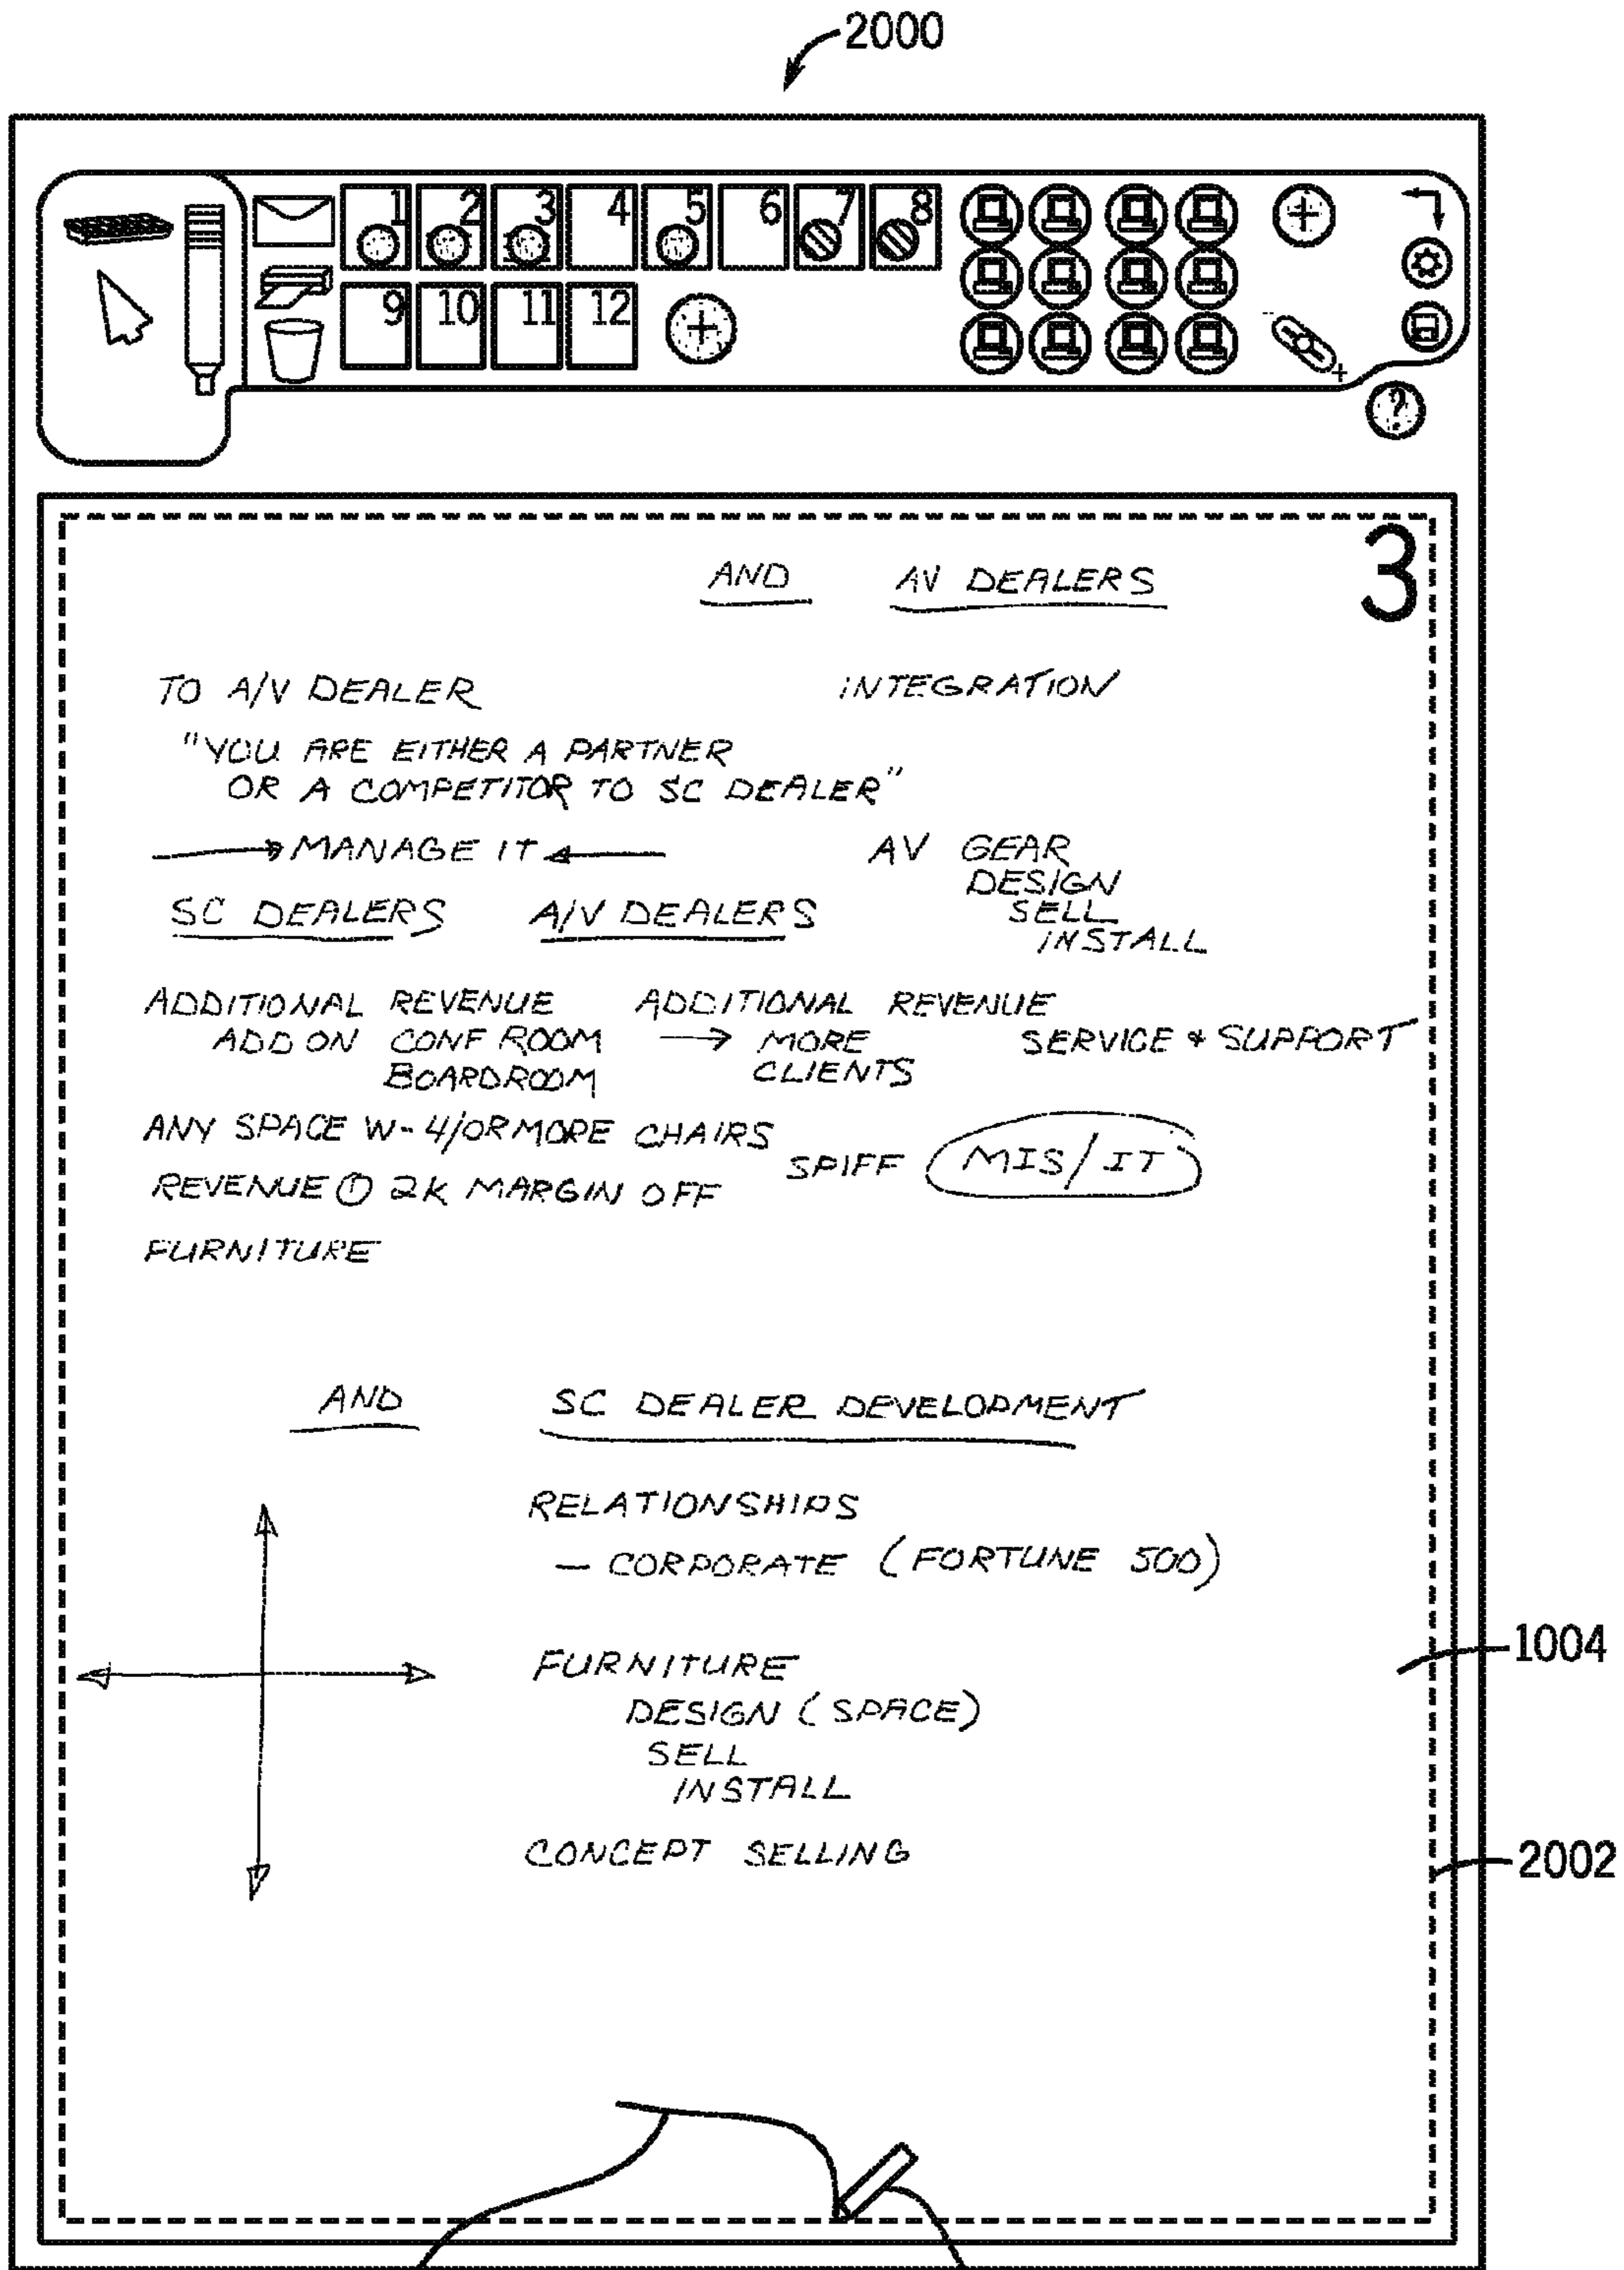 2000
1 2 3 4 5 6 7 8
9 10 11 12
?
3
AND AV DEALERS
TO A/V DEALER INTEGRATION
"YOU ARE EITHER A PARTNER
OR A COMPETITOR TO SC DEALER"
MANAGE IT
AV GEAR
DESIGN
SELL
INSTALL
SC DEALERS A/V DEALERS
ADDITIONAL REVENUE ADDITIONAL REVENUE
ADD ON CONF ROOM → MORE
BOARDROOM CLIENTS
SERVICE & SUPPORT
ANY SPACE W- 4/OR MORE CHAIRS
SPIFF MIS/IT
REVENUE ① 2K MARGIN OFF
FURNITURE
AND SC DEALER DEVELOPMENT
RELATIONSHIPS
— CORPORATE (FORTUNE 500)
1004
FURNITURE
DESIGN (SPACE)
SELL
INSTALL
CONCEPT SELLING
2002